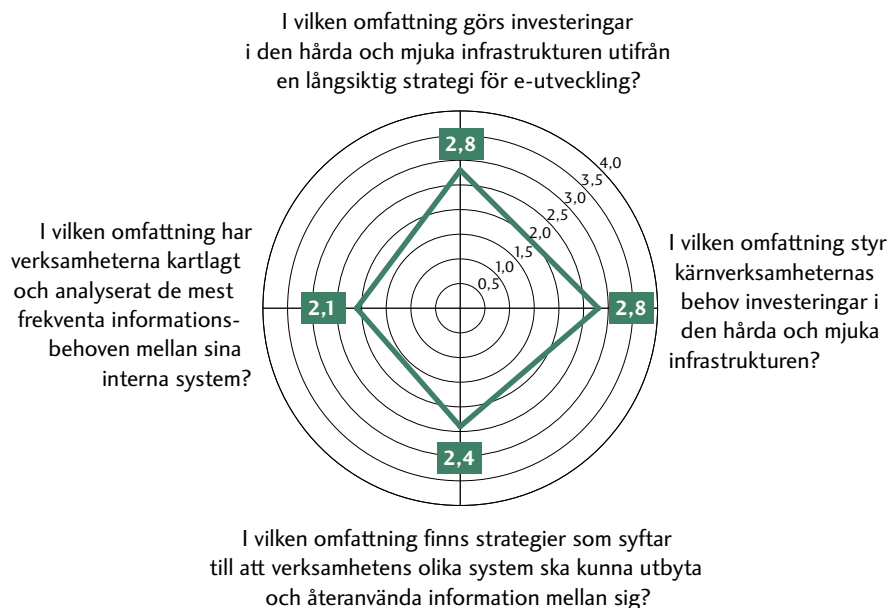 I vilken omfattning görs investeringar
i den hårda och mjuka infrastrukturen utifrån
en långsiktig strategi för e-utveckling?
2,8
4,0
3,5
3,0
2,5
2,0
1,5
1,0
0,5
I vilken omfattning har
verksamheterna kartlagt
och analyserat de mest
frekventa informations-
behoven mellan sina
interna system?
2,1
2,8
I vilken omfattning styr
kärnverksamheternas
behov investeringar i
den hårda och mjuka
infrastrukturen?
2,4
I vilken omfattning finns strategier som syftar
till att verksamhetens olika system ska kunna utbyta
och återanvända information mellan sig?